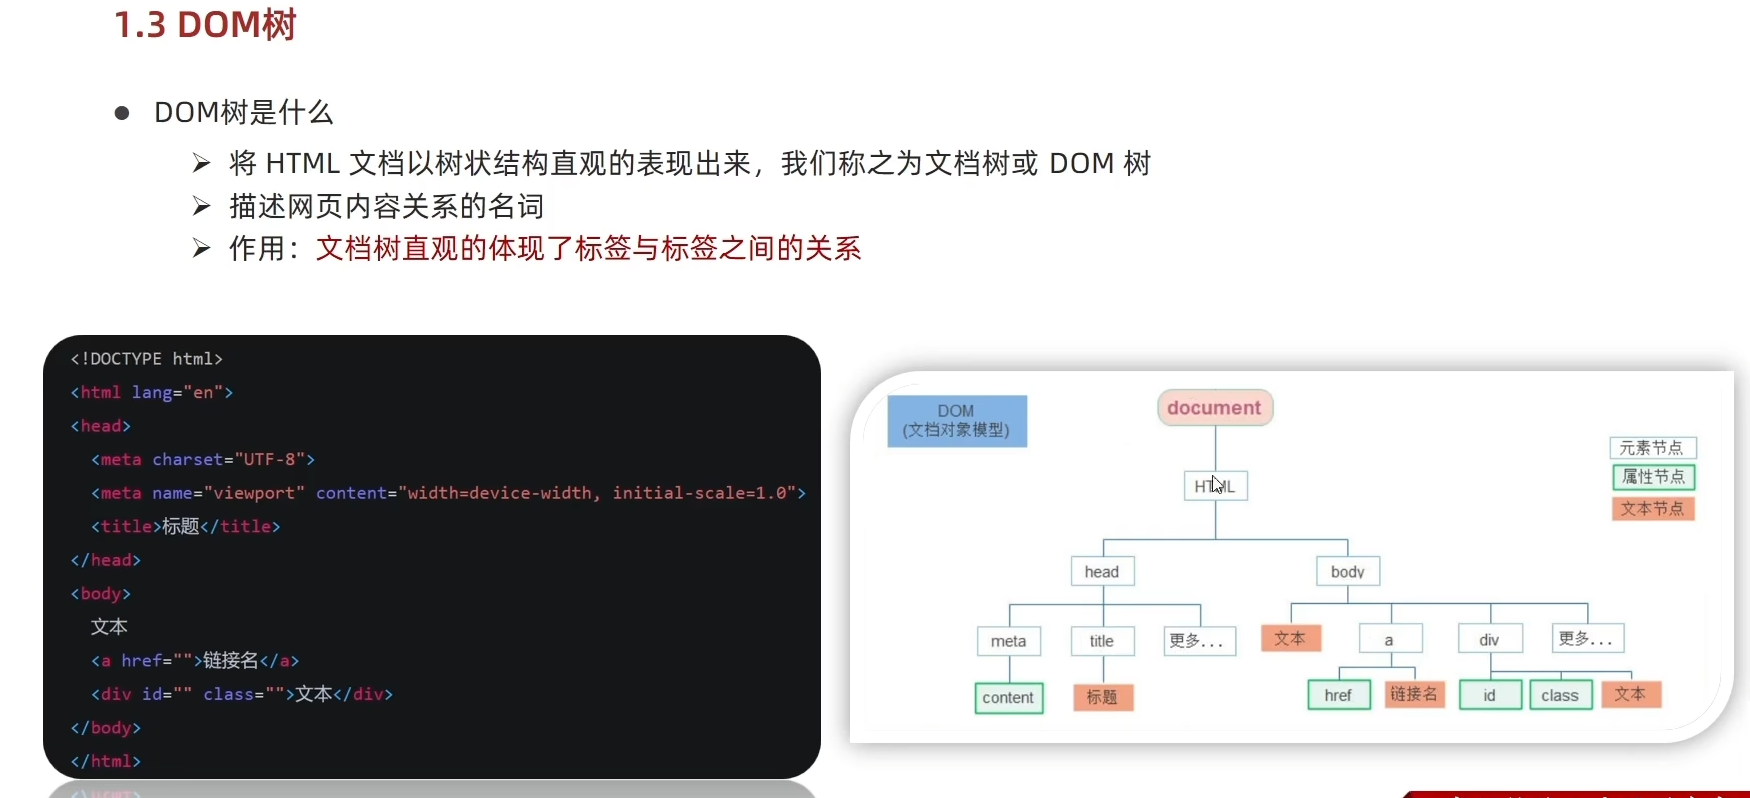 1.3 DOM树
● DOM树是什么
➢ 将 HTML 文档以树状结构直观的表现出来，我们称之为文档树或 DOM 树
➢ 描述网页内容关系的名词
➢ 作用：文档树直观的体现了标签与标签之间的关系
<!DOCTYPE html>
<html lang="en">
<head>
<meta charset="UTF-8">
<meta name="viewport" content="width=device-width, initial-scale=1.0">
<title>标题</title>
</head>
<body>
文本
<a href="">链接名</a>
<div id="" class="">文本</div>
</body>
</html>
DOM
(文档对象模型)
document
元素节点
属性节点
文本节点
HTML
head
body
meta
title
更多...
文本
a
div
更多...
content
标题
href
链接名
id
class
文本